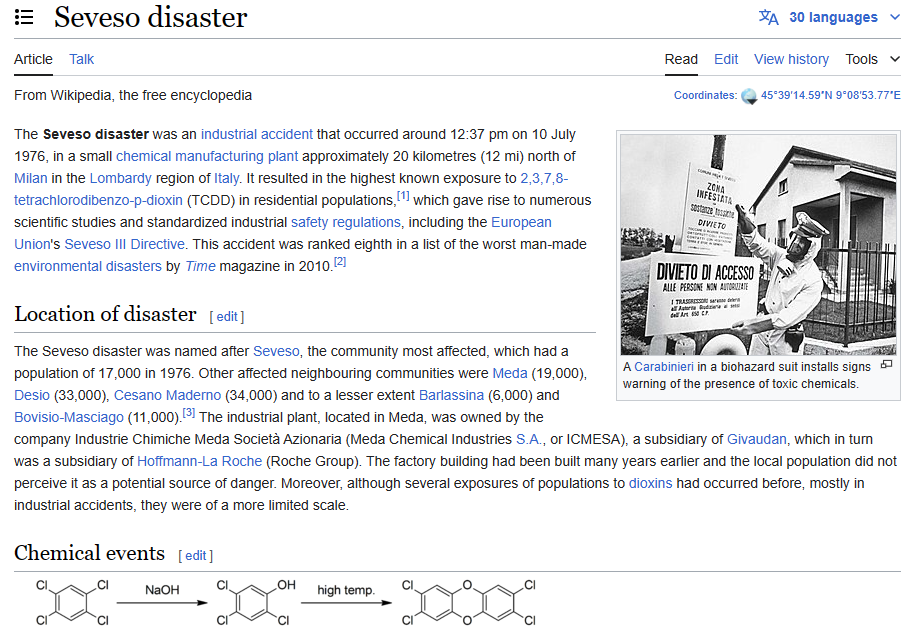 Seveso disaster
30 languages
Article Talk Read Edit View history Tools
From Wikipedia, the free encyclopedia
Coordinates: 45°39′14.59″N 9°08′53.77″E
The Seveso disaster was an industrial accident that occurred around 12:37 pm on 10 July
1976, in a small chemical manufacturing plant approximately 20 kilometres (12 mi) north of
Milan in the Lombardy region of Italy. It resulted in the highest known exposure to 2,3,7,8-
tetrachlorodibenzo-p-dioxin (TCDD) in residential populations,[1] which gave rise to numerous
scientific studies and standardized industrial safety regulations, including the European
Union's Seveso III Directive. This accident was ranked eighth in a list of the worst man-made
environmental disasters by Time magazine in 2010.[2]
ZONA
INFESTATA
sostanze tossiche
DIVIETO
DIVIETO DI ACCESSO
ALLE PERSONE NON AUTORIZZATE
I TRASGRESSORI saranno deferiti
all'Autorità Giudiziaria ai sensi
dell'Art 650 C.P.
A Carabinieri in a biohazard suit installs signs
warning of the presence of toxic chemicals.
Location of disaster [ edit ]
The Seveso disaster was named after Seveso, the community most affected, which had a
population of 17,000 in 1976. Other affected neighbouring communities were Meda (19,000),
Desio (33,000), Cesano Maderno (34,000) and to a lesser extent Barlassina (6,000) and
Bovisio-Masciago (11,000).[3] The industrial plant, located in Meda, was owned by the
company Industrie Chimiche Meda Società Azionaria (Meda Chemical Industries S.A., or ICMESA), a subsidiary of Givaudan, which in turn
was a subsidiary of Hoffmann-La Roche (Roche Group). The factory building had been built many years earlier and the local population did not
perceive it as a potential source of danger. Moreover, although several exposures of populations to dioxins had occurred before, mostly in
industrial accidents, they were of a more limited scale.
Chemical events [ edit ]
Cl Cl NaOH Cl OH high temp. Cl O Cl
Cl Cl Cl Cl Cl O Cl